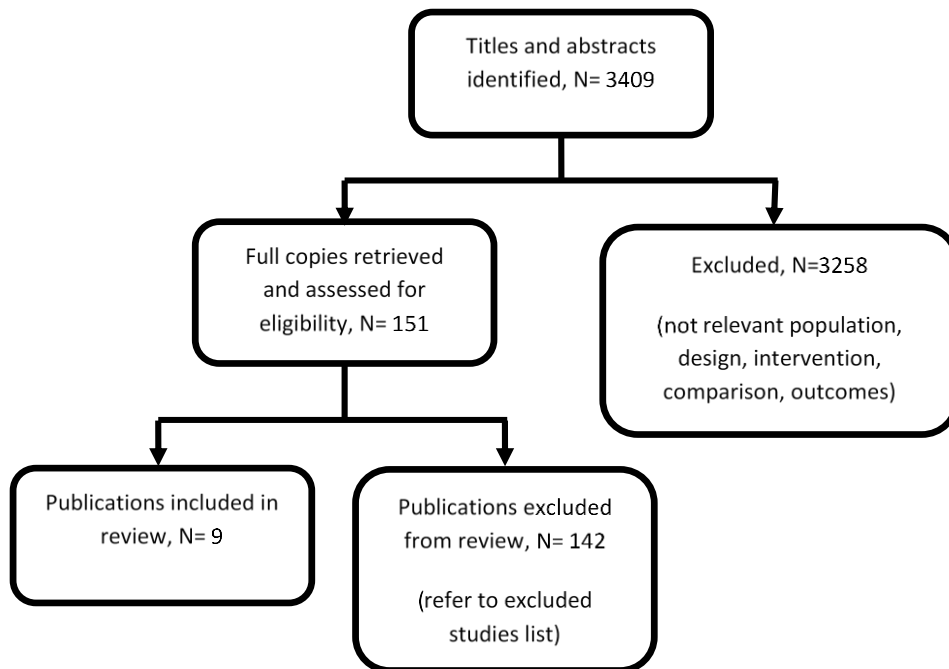 Titles and abstracts
identified, N= 3409
Full copies retrieved
and assessed for
eligibility, N= 151
Excluded, N=3258
(not relevant population,
design, intervention,
comparison, outcomes)
Publications included in
review, N= 9
Publications excluded
from review, N= 142
(refer to excluded
studies list)